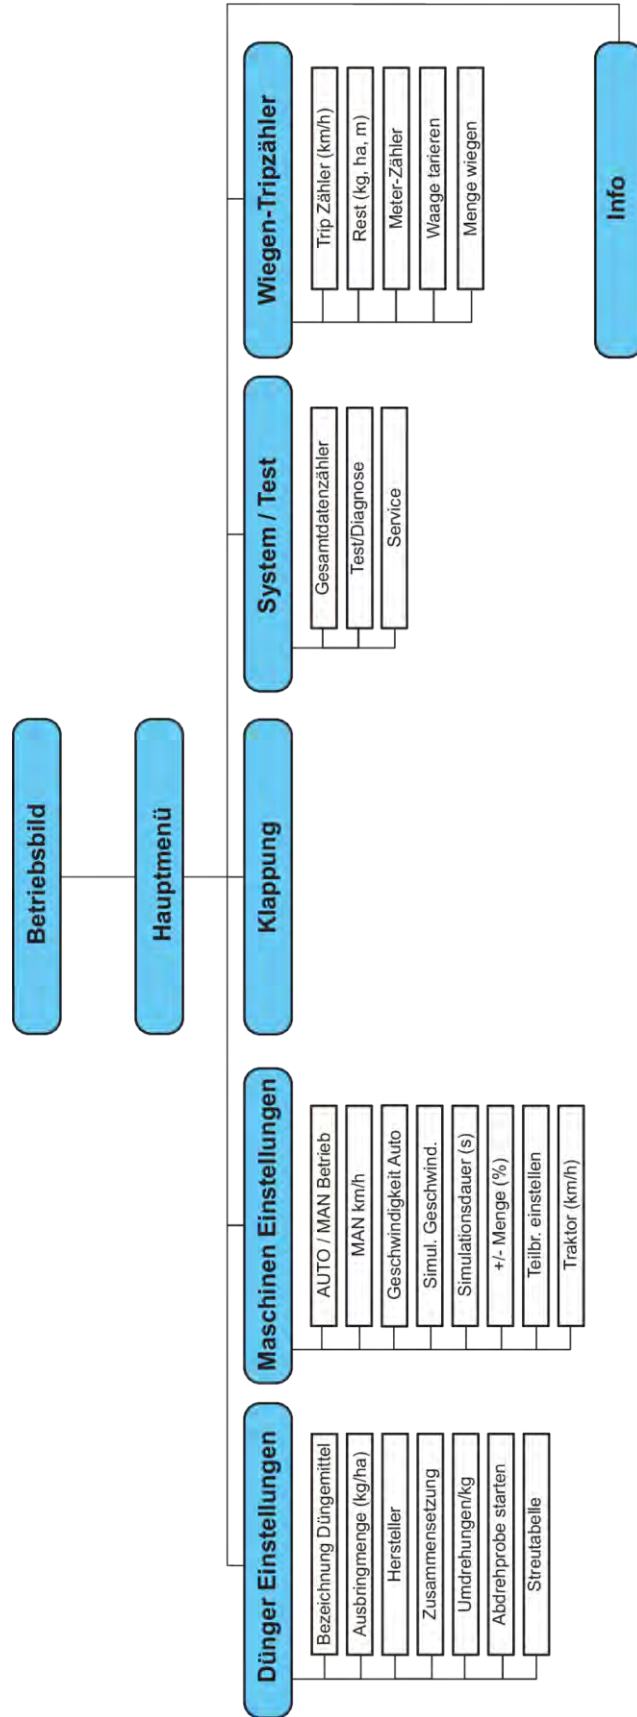 Betriebsbild
Hauptmenü
Dünger Einstellungen
Bezeichnung Düngemittel
Ausbringmenge (kg/ha)
Hersteller
Zusammensetzung
Umdrehungen/kg
Abdrehprobe starten
Streutabelle
Maschinen Einstellungen
AUTO / MAN Betrieb
MAN km/h
Geschwindigkeit Auto
Simul. Geschwind.
Simulationsdauer (s)
+/- Menge (%)
Teilbr. einstellen
Traktor (km/h)
Klappung
System / Test
Gesamtdatenzähler
Test/Diagnose
Service
Wiegen-Tripzähler
Trip Zähler (km/h)
Rest (kg, ha, m)
Meter-Zähler
Waage tarieren
Menge wiegen
Info